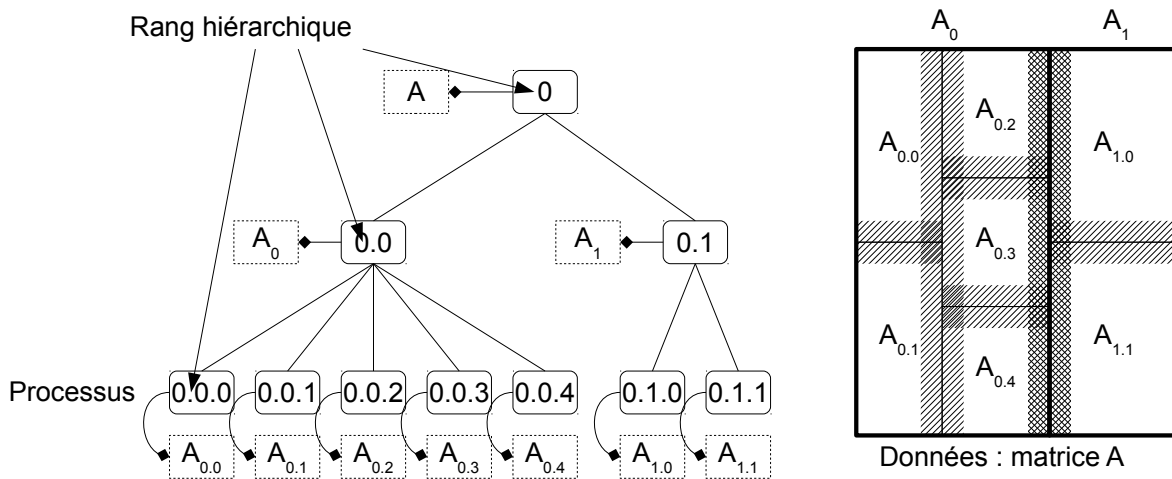 Rang hiérarchique
A 0
A₀ 0.0 A₁ 0.1
Processus 0.0.0 0.0.1 0.0.2 0.0.3 0.0.4 0.1.0 0.1.1
A₀.₀ A₀.₁ A₀.₂ A₀.₃ A₀.₄ A₁.₀ A₁.₁
A₀ A₁
A₀.₂
A₀.₀ A₁.₀
A₀.₃
A₀.₁ A₁.₁
A₀.₄
Données : matrice A